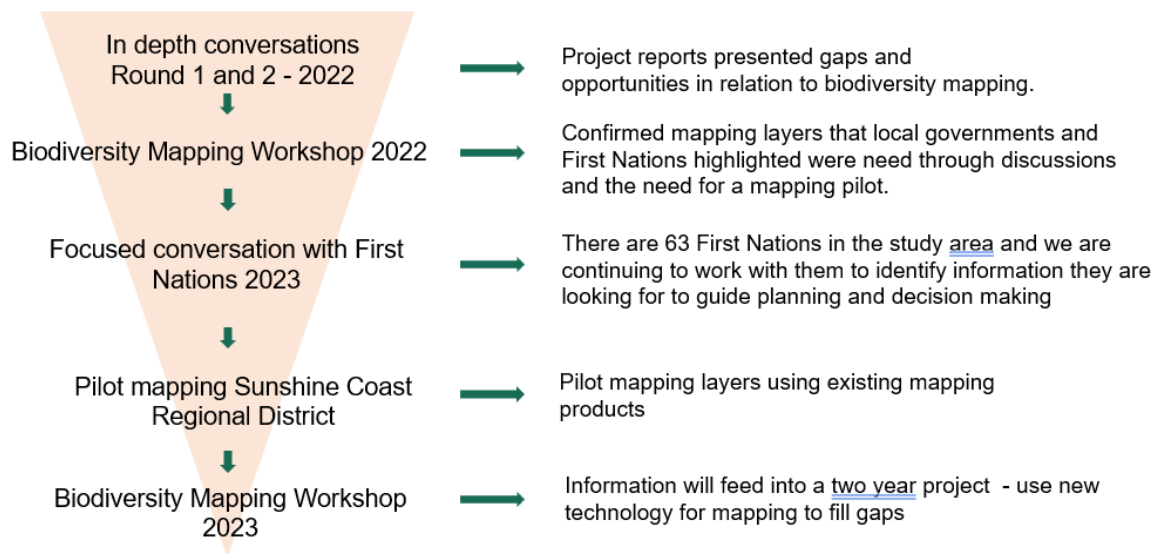 In depth conversations
Round 1 and 2 - 2022
Project reports presented gaps and
opportunities in relation to biodiversity mapping.
Biodiversity Mapping Workshop 2022
Confirmed mapping layers that local governments and
First Nations highlighted were need through discussions
and the need for a mapping pilot.
Focused conversation with First
Nations 2023
There are 63 First Nations in the study area and we are
continuing to work with them to identify information they are
looking for to guide planning and decision making
Pilot mapping Sunshine Coast
Regional District
Pilot mapping layers using existing mapping
products
Biodiversity Mapping Workshop
2023
Information will feed into a two year project - use new
technology for mapping to fill gaps